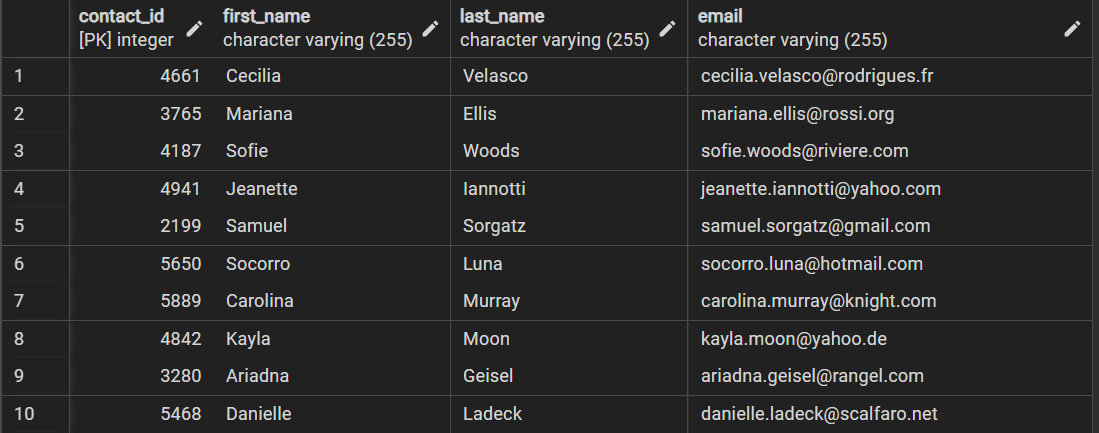 contact_id first_name last_name email
[PK] integer character varying (255) character varying (255) character varying (255)
1 4661 Cecilia Velasco cecilia.velasco@rodrigues.fr
2 3765 Mariana Ellis mariana.ellis@rossi.org
3 4187 Sofie Woods sofie.woods@riviere.com
4 4941 Jeanette Iannotti jeanette.iannotti@yahoo.com
5 2199 Samuel Sorgatz samuel.sorgatz@gmail.com
6 5650 Socorro Luna socorro.luna@hotmail.com
7 5889 Carolina Murray carolina.murray@knight.com
8 4842 Kayla Moon kayla.moon@yahoo.de
9 3280 Ariadna Geisel ariadna.geisel@rangel.com
10 5468 Danielle Ladeck danielle.ladeck@scalfaro.net